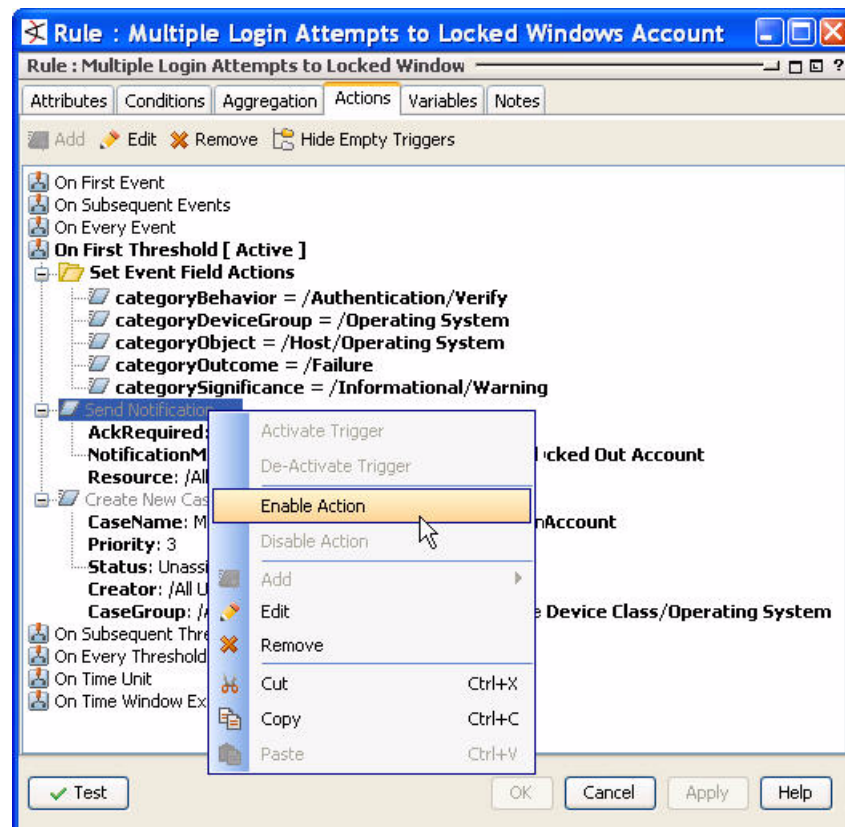 Rule : Multiple Login Attempts to Locked Windows Account
Rule : Multiple Login Attempts to Locked Window
Attributes Conditions Aggregation Actions Variables Notes
Add Edit Remove Hide Empty Triggers
On First Event
On Subsequent Events
On Every Event
On First Threshold [ Active ]
Set Event Field Actions
categoryBehavior = /Authentication/Verify
categoryDeviceGroup = /Operating System
categoryObject = /Host/Operating System
categoryOutcome = /Failure
categorySignificance = /Informational/Warning
Send Notification
AckRequired:
Activate Trigger
NotificationM
cked Out Account
De-Activate Trigger
Resource: /All
Create New Cas
Enable Action
CaseName: M
nAccount
Priority: 3
Disable Action
Status: Unassi
Add
Creator: /All U
CaseGroup: /A
Edit
e Device Class/Operating System
On Subsequent Thre
Remove
On Every Threshold
On Time Unit
Cut Ctrl+X
On Time Window Ex
Copy Ctrl+C
Paste Ctrl+V
Test OK Cancel Apply Help